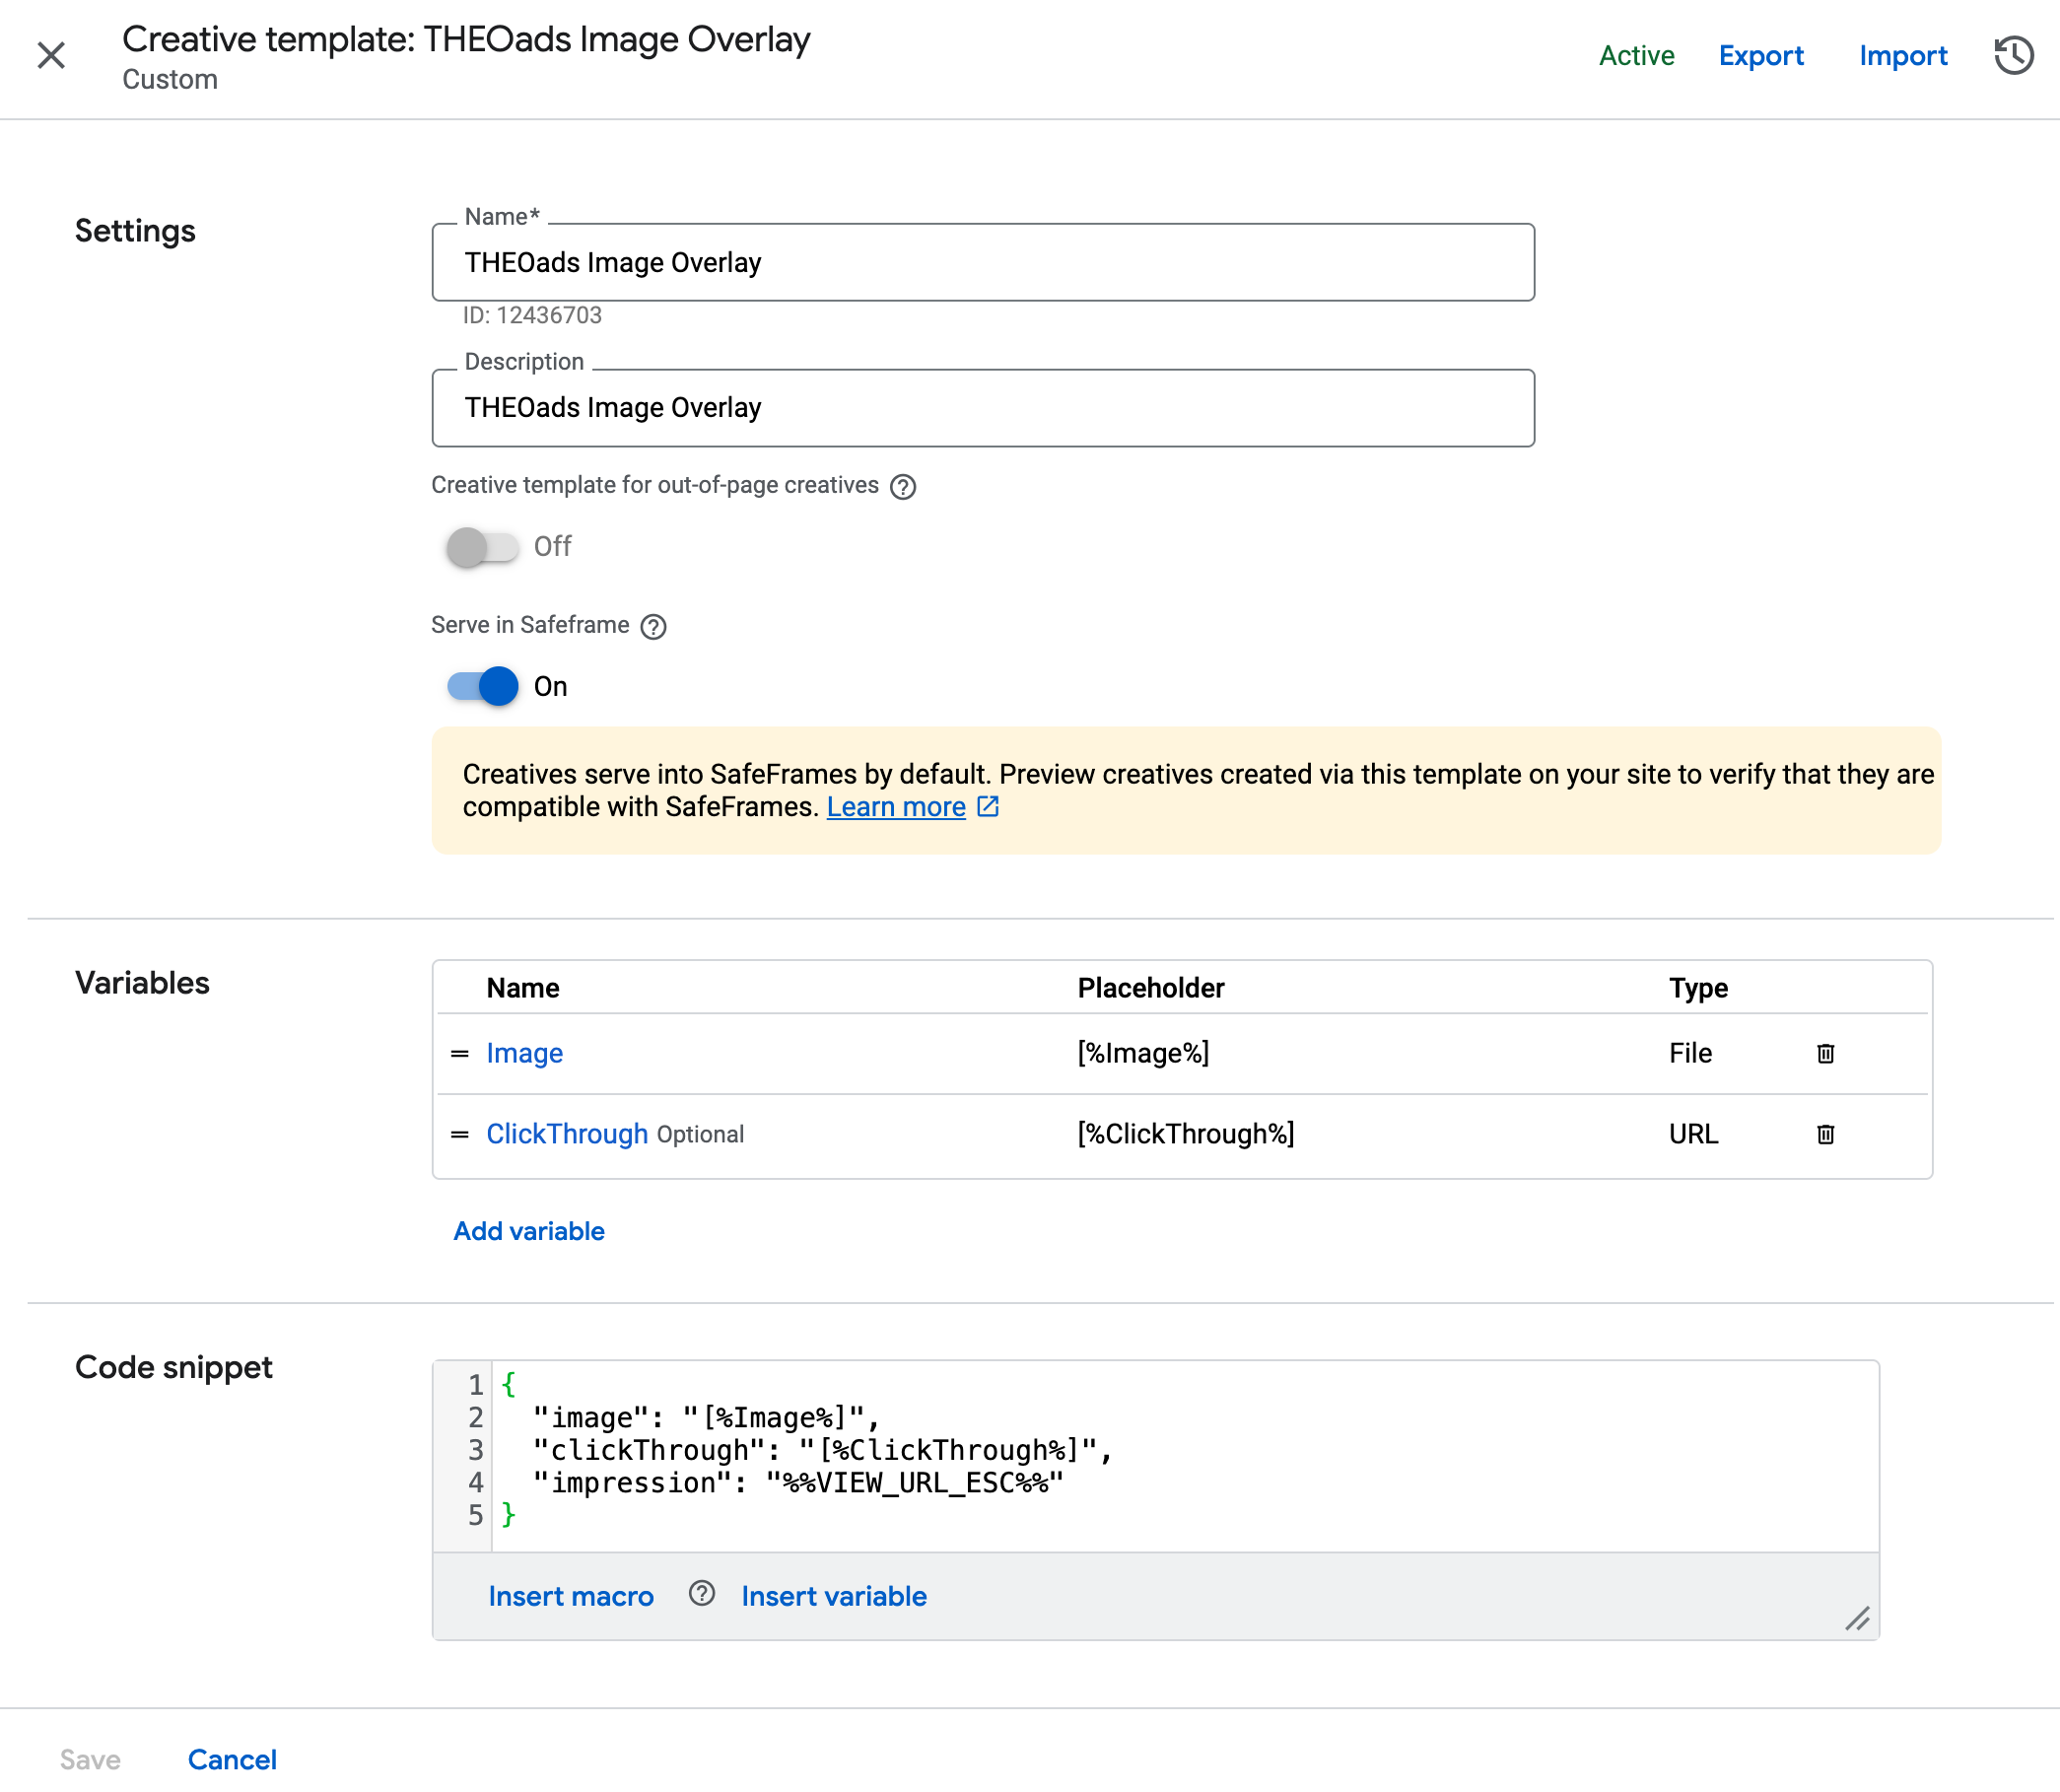 Creative template: THEOads Image Overlay
Custom
Active Export Import
Settings
Name*
THEOads Image Overlay
ID: 12436703
Description
THEOads Image Overlay
Creative template for out-of-page creatives
Off
Serve in Safeframe
On
Creatives serve into SafeFrames by default. Preview creatives created via this template on your site to verify that they are
compatible with SafeFrames. Learn more
Variables
Name Placeholder Type
Image [%Image%] File
ClickThrough Optional [%ClickThrough%] URL
Add variable
Code snippet
1 {
2 "image": "[%Image%]",
3 "clickThrough": "[%ClickThrough%]",
4 "impression": "%%VIEW_URL_ESC%%"
5 }
Insert macro Insert variable
Save Cancel